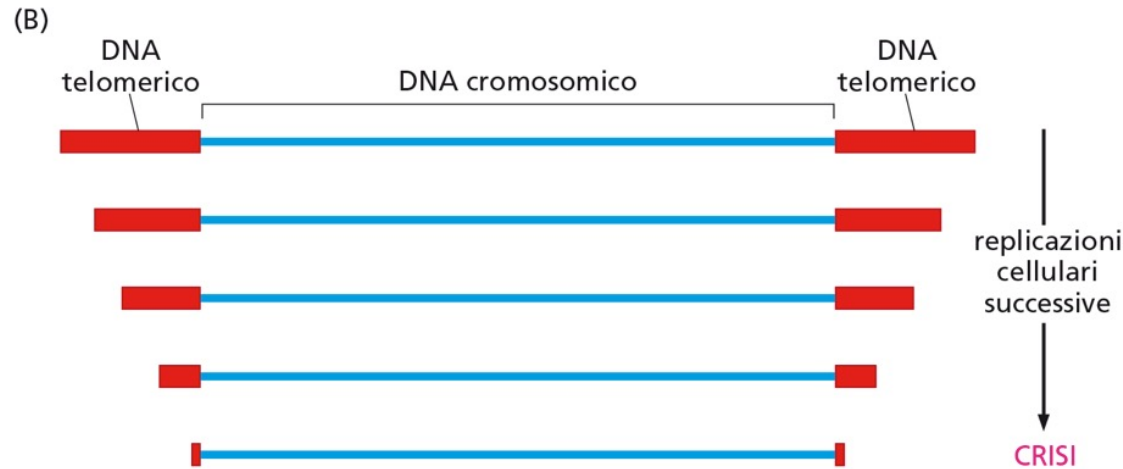 (B)
DNA
telomerico
DNA cromosomico
DNA
telomerico
replicazioni
cellulari
successive
CRISI